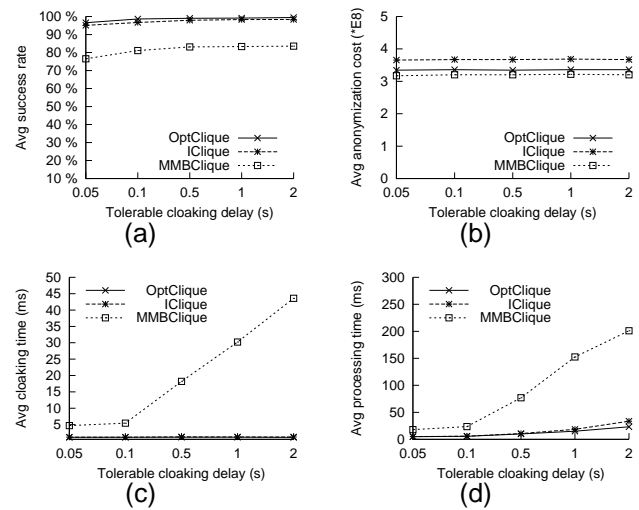 Avg success rate
100 %
90 %
80 %
70 %
60 %
50 %
40 %
30 %
20 %
10 %
OptClique
IClique
MMBClique
0.05 0.1 0.5 1 2
Tolerable cloaking delay (s)
(a)
Avg anonymization cost (*E8)
5
4
3
2
1
0
OptClique
IClique
MMBClique
0.05 0.1 0.5 1 2
Tolerable cloaking delay (s)
(b)
Avg cloaking time (ms)
50
45
40
35
30
25
20
15
10
5
OptClique
IClique
MMBClique
0.05 0.1 0.5 1 2
Tolerable cloaking delay (s)
(c)
Avg processing time (ms)
300
250
200
150
100
50
0
OptClique
IClique
MMBClique
0.05 0.1 0.5 1 2
Tolerable cloaking delay (s)
(d)